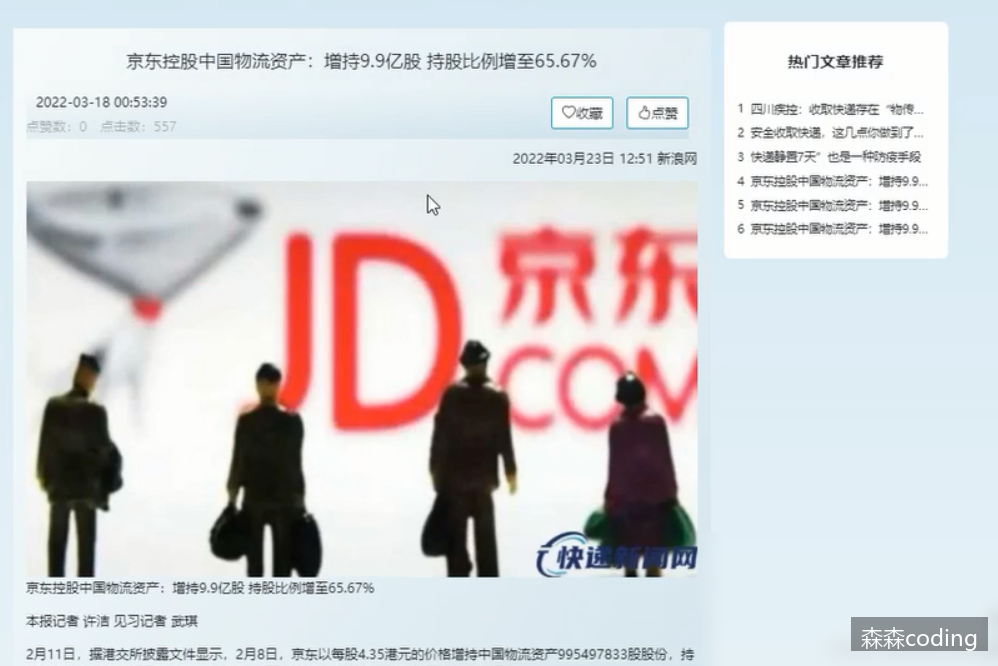 京东控股中国物流资产：增持9.9亿股 持股比例增至65.67%
2022-03-18 00:53:39
点赞数：0 点击数：557
收藏
点赞
2022年03月23日 12:51 新浪网
JD 京东
COM
快递新闻网
京东控股中国物流资产：增持9.9亿股 持股比例增至65.67%
本报记者 许洁 见习记者 武琪
2月11日，据港交所披露文件显示，2月8日，京东以每股4.35港元的价格增持中国物流资产995497833股股份，持
热门文章推荐
1 四川疾控：收取快递存在“物传...
2 安全收取快递，这几点你做到了...
3 快递静置7天”也是一种防疫手段
4 京东控股中国物流资产：增持9.9...
5 京东控股中国物流资产：增持9.9...
6 京东控股中国物流资产：增持9.9...
森森coding